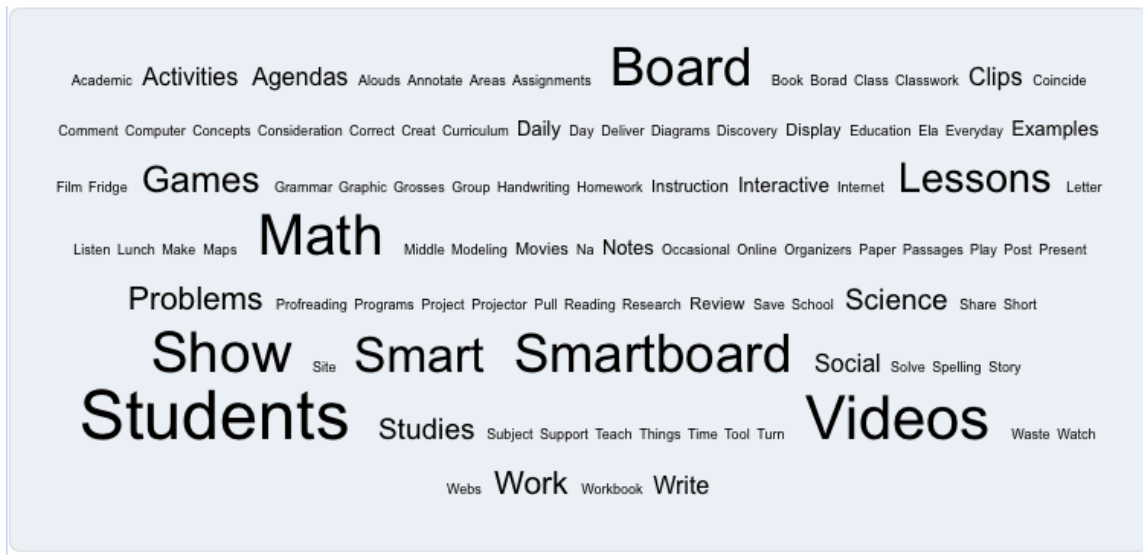 Academic Activities Agendas Alouds Annotate Areas Assignments Board Book Borad Class Classwork Clips Coincide
Comment Computer Concepts Consideration Correct Creat Curriculum Daily Day Deliver Diagrams Discovery Display Education Ela Everyday Examples
Film Fridge Games Grammar Graphic Grosses Group Handwriting Homework Instruction Interactive Internet Lessons Letter
Listen Lunch Make Maps Math Middle Modeling Movies Na Notes Occasional Online Organizers Paper Passages Play Post Present
Problems Profreading Programs Project Projector Pull Reading Research Review Save School Science Share Short
Show Site Smart Smartboard Social Solve Spelling Story
Students Studies Subject Support Teach Things Time Tool Turn Videos Waste Watch
Webs Work Workbook Write